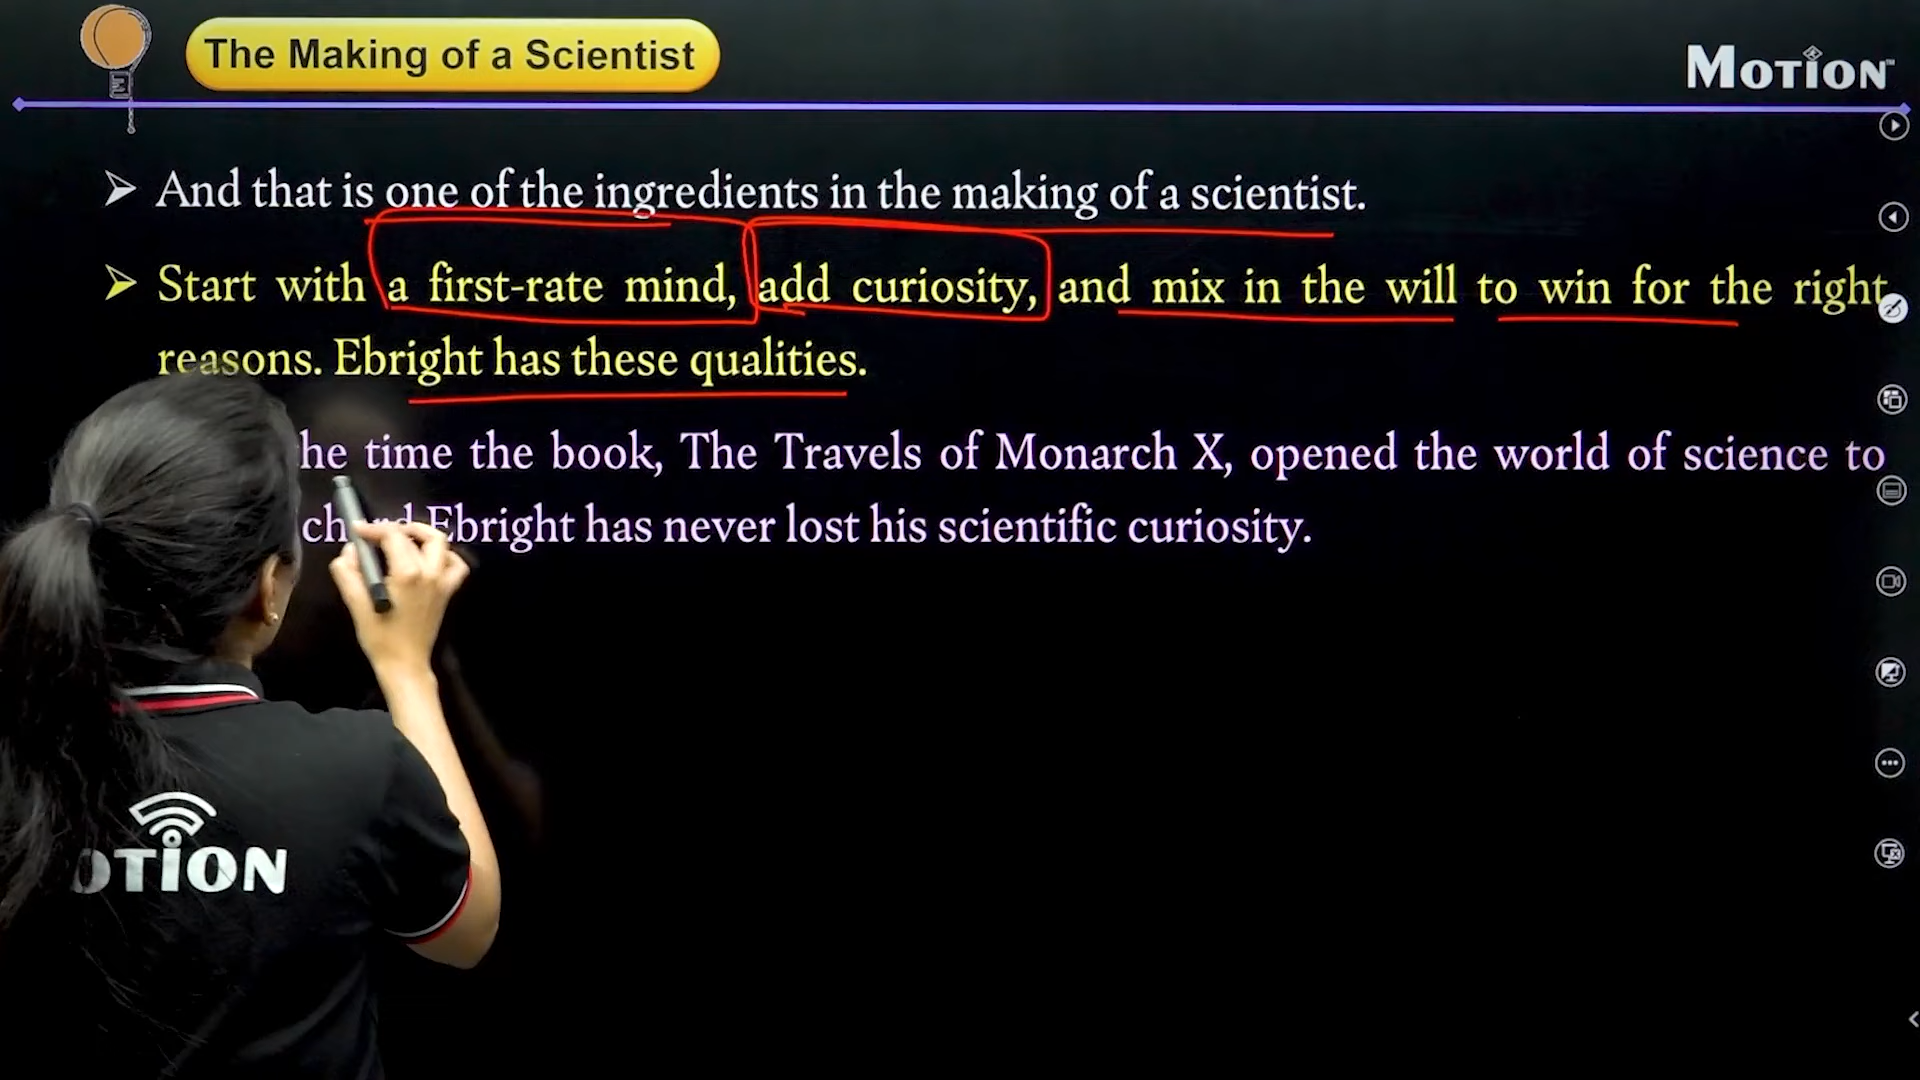 The Making of a Scientist
MOTION
And that is one of the ingredients in the making of a scientist.
Start with a first-rate mind, add curiosity, and mix in the will to win for the right
reasons. Ebright has these qualities.
time the book, The Travels of Monarch X, opened the world of science to
Ebright has never lost his scientific curiosity.
OTION